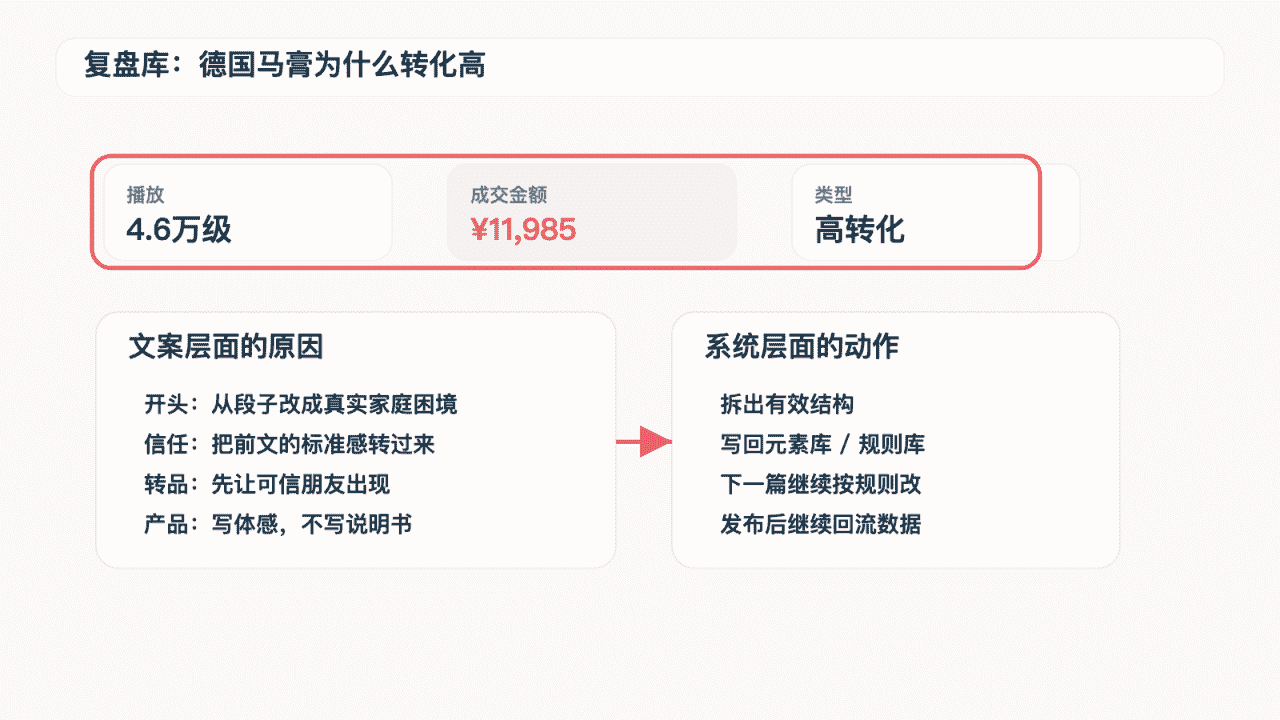 复盘库：德国马膏为什么转化高
播放
4.6万级
成交金额
¥11,985
类型
高转化
文案层面的原因
开头：从段子改成真实家庭困境
信任：把前文的标准感转过来
转品：先让可信朋友出现
产品：写体感，不写说明书
系统层面的动作
拆出有效结构
写回元素库 / 规则库
下一篇继续按规则改
发布后继续回流数据